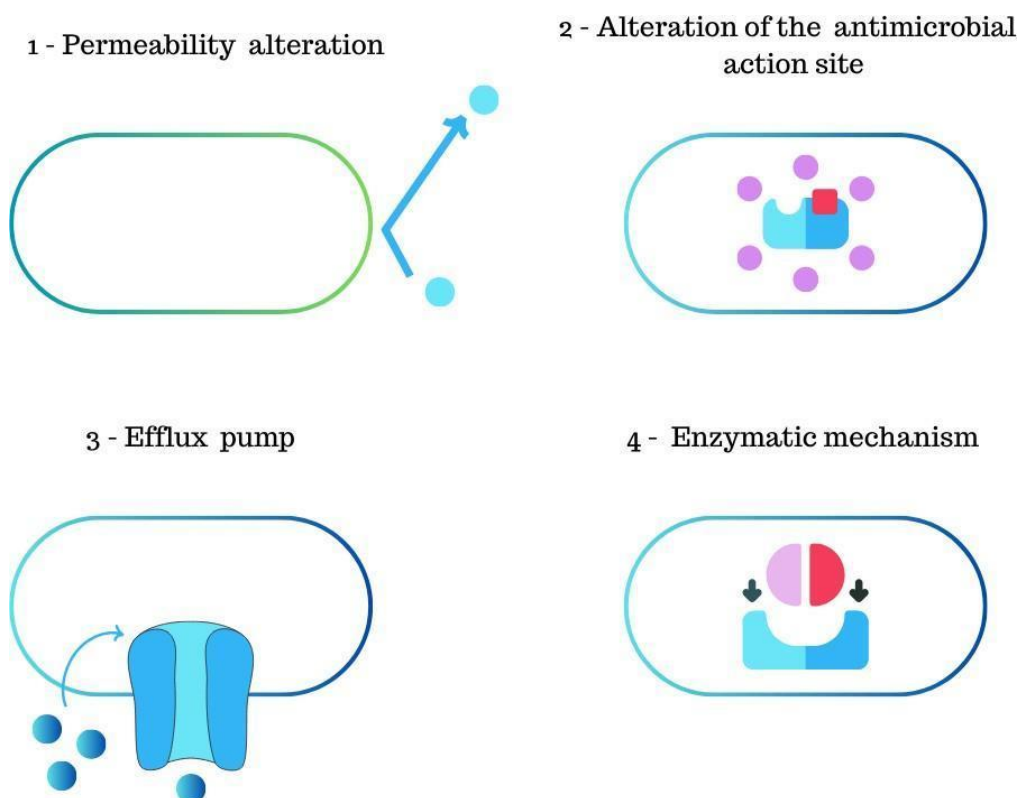 1 - Permeability alteration
2 - Alteration of the antimicrobial
action site
3 - Efflux pump
4 - Enzymatic mechanism